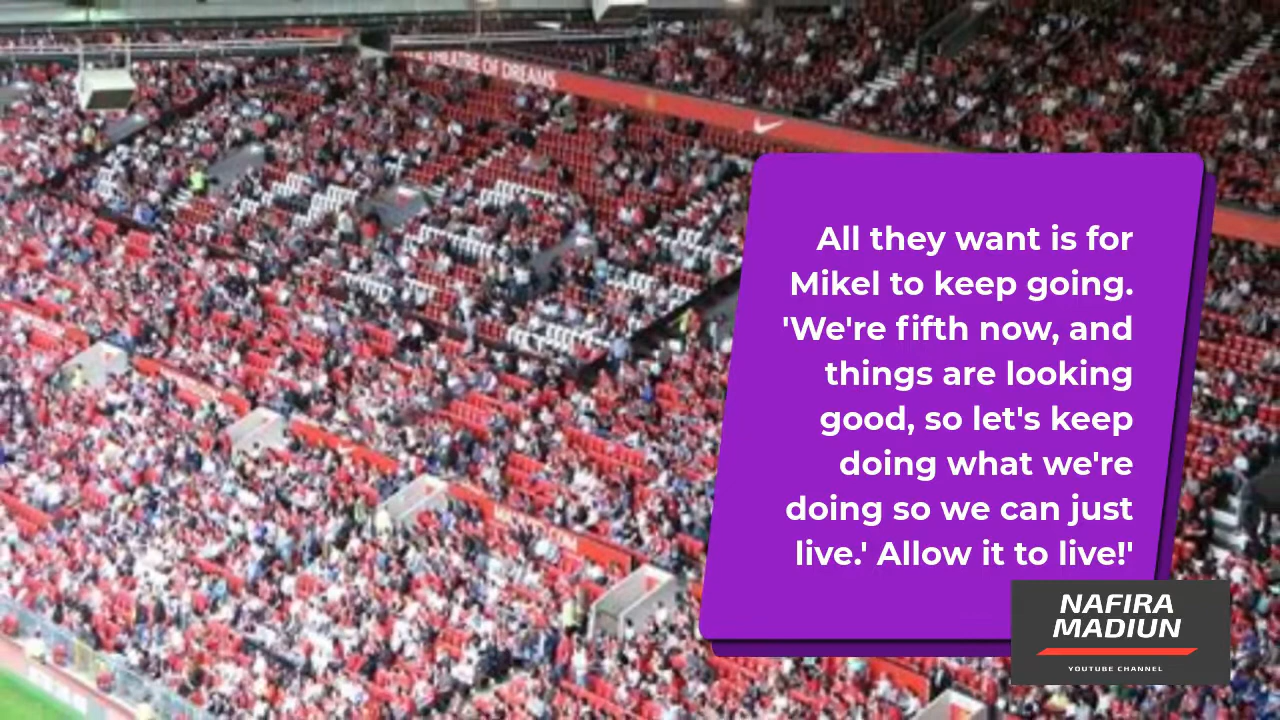 THEATRE OF DREAMS
All they want is for
Mikel to keep going.
'We're fifth now, and
things are looking
good, so let's keep
doing what we're
doing so we can just
live.' Allow it to live!'
NAFIRA
MADIUN
YOUTUBE CHANNEL